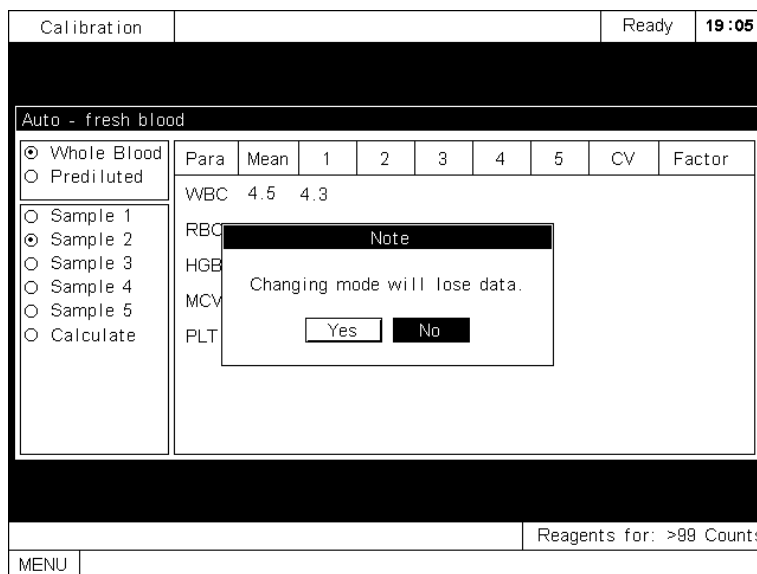 Calibration Ready 19:05
Auto - fresh blood
Whole Blood
Prediluted
Sample 1
Sample 2
Sample 3
Sample 4
Sample 5
Calculate
Para Mean 1 2 3 4 5 CV Factor
WBC 4.5 4.3
RBC
HGB
MCV
PLT
Note
Changing mode will lose data.
Yes No
Reagents for: >99 Counts
MENU